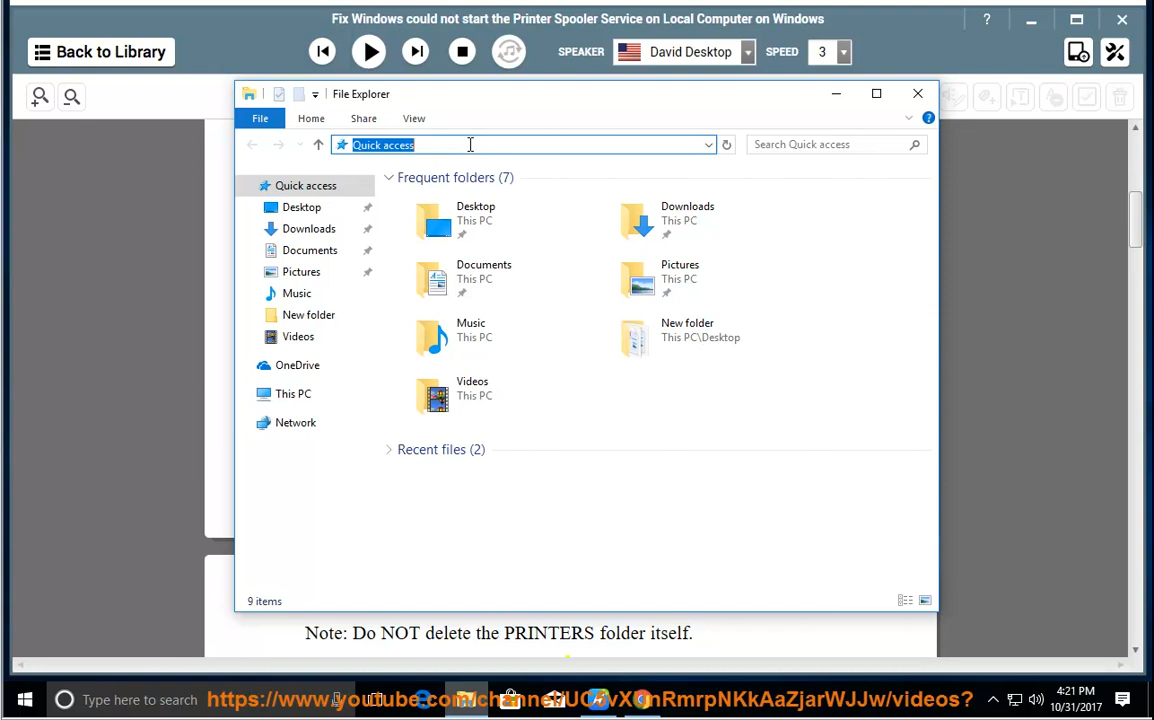 Fix Windows could not start the Printer Spooler Service on Local Computer on Windows
?
Back to Library
SPEAKER
David Desktop
SPEED
3
File Explorer
File
Home
Share
View
Quick access
Search Quick access
Quick access
Desktop
Downloads
Documents
Pictures
Music
New folder
Videos
OneDrive
This PC
Network
Frequent folders (7)
Desktop
This PC
Downloads
This PC
Documents
This PC
Pictures
This PC
Music
This PC
New folder
This PC\Desktop
Videos
This PC
Recent files (2)
9 items
Note: Do NOT delete the PRINTERS folder itself.
Type here to search
4:21 PM
10/31/2017